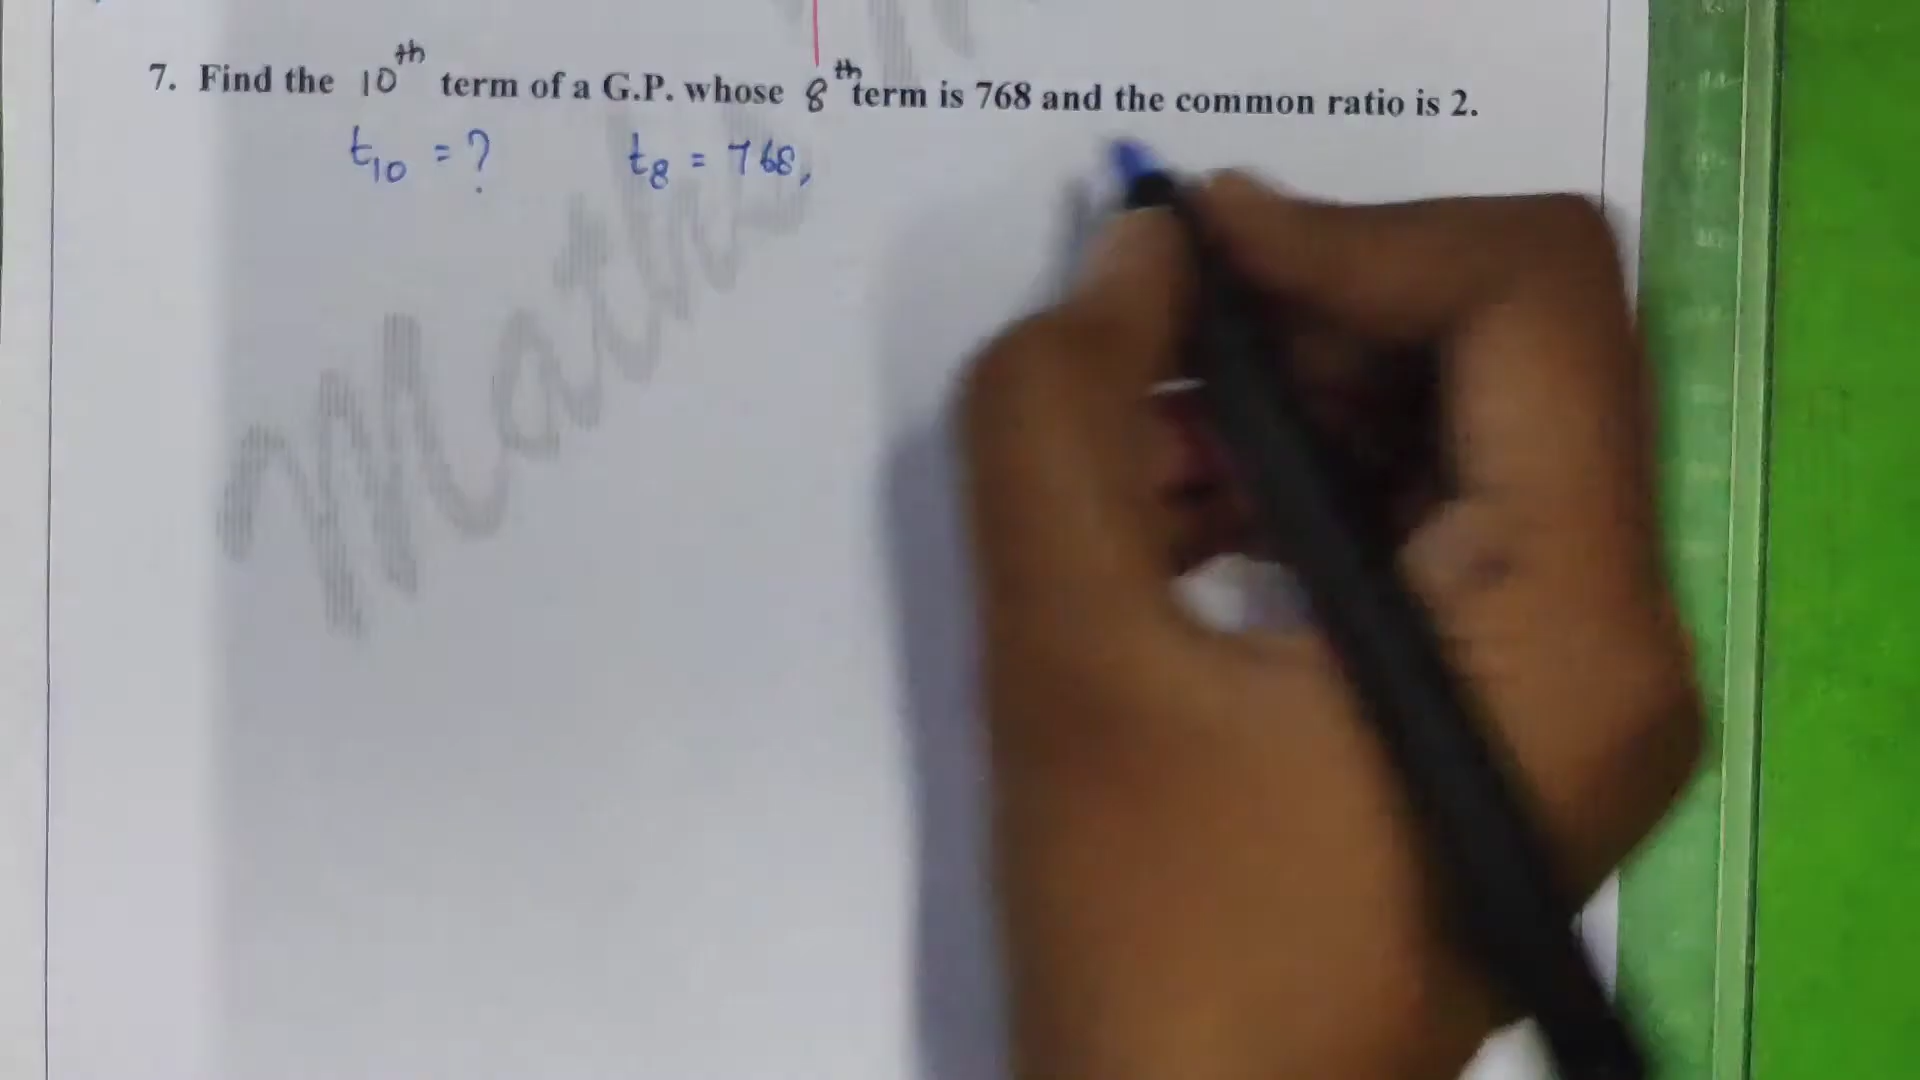 7. Find the 10th term of a G.P. whose 8th term is 768 and the common ratio is 2.
t10 = ? t8 = 768,
Math